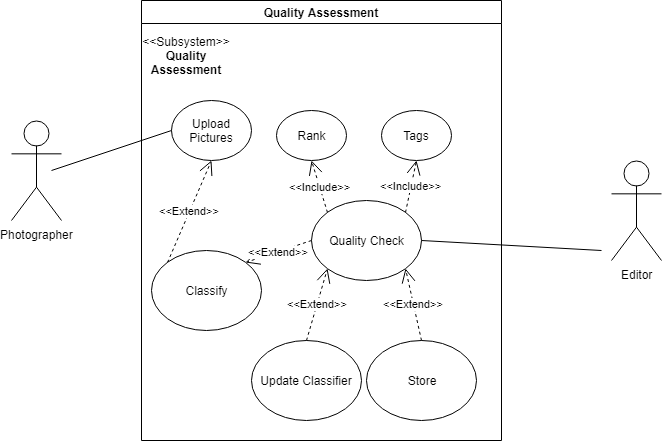 Quality Assessment
<<Subsystem>>
Quality
Assessment
Upload
Pictures
Rank
Tags
<<Include>>
<<Include>>
<<Extend>>
Photographer
Quality Check
<<Extend>>
Editor
Classify
<<Extend>>
<<Extend>>
Update Classifier
Store